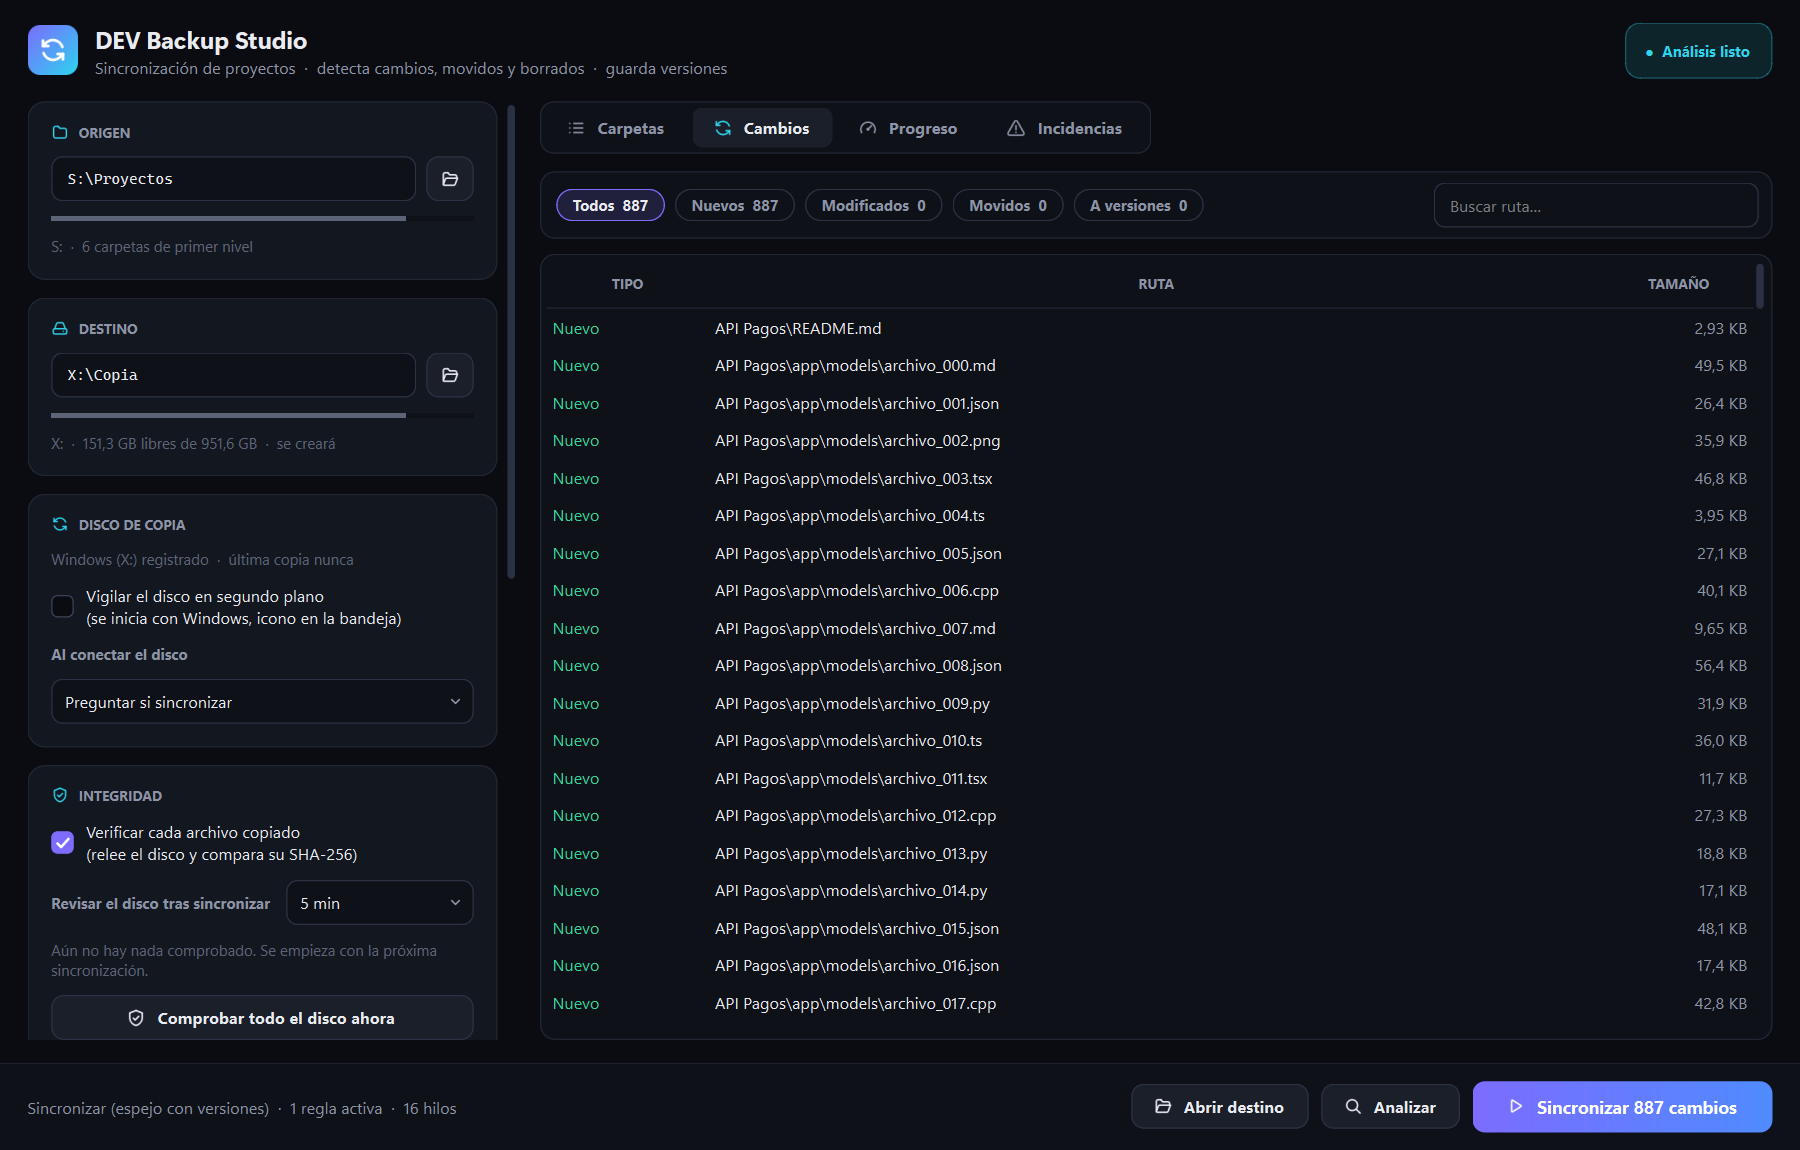 DEV Backup Studio
Sincronización de proyectos · detecta cambios, movidos y borrados · guarda versiones
• Análisis listo
ORIGEN
S:\Proyectos
S: · 6 carpetas de primer nivel
DESTINO
X:\Copia
X: · 151,3 GB libres de 951,6 GB · se creará
DISCO DE COPIA
Windows (X:) registrado · última copia nunca
Vigilar el disco en segundo plano
(se inicia con Windows, icono en la bandeja)
Al conectar el disco
Preguntar si sincronizar
INTEGRIDAD
Verificar cada archivo copiado
(relee el disco y compara su SHA-256)
Revisar el disco tras sincronizar 5 min
Aún no hay nada comprobado. Se empieza con la próxima
sincronización.
Comprobar todo el disco ahora
Carpetas Cambios Progreso Incidencias
Todos 887 Nuevos 887 Modificados 0 Movidos 0 A versiones 0 Buscar ruta...
TIPO RUTA TAMAÑO
Nuevo API Pagos\README.md 2,93 KB
Nuevo API Pagos\app\models\archivo_000.md 49,5 KB
Nuevo API Pagos\app\models\archivo_001.json 26,4 KB
Nuevo API Pagos\app\models\archivo_002.png 35,9 KB
Nuevo API Pagos\app\models\archivo_003.tsx 46,8 KB
Nuevo API Pagos\app\models\archivo_004.ts 3,95 KB
Nuevo API Pagos\app\models\archivo_005.json 27,1 KB
Nuevo API Pagos\app\models\archivo_006.cpp 40,1 KB
Nuevo API Pagos\app\models\archivo_007.md 9,65 KB
Nuevo API Pagos\app\models\archivo_008.json 56,4 KB
Nuevo API Pagos\app\models\archivo_009.py 31,9 KB
Nuevo API Pagos\app\models\archivo_010.ts 36,0 KB
Nuevo API Pagos\app\models\archivo_011.tsx 11,7 KB
Nuevo API Pagos\app\models\archivo_012.cpp 27,3 KB
Nuevo API Pagos\app\models\archivo_013.py 18,8 KB
Nuevo API Pagos\app\models\archivo_014.py 17,1 KB
Nuevo API Pagos\app\models\archivo_015.json 48,1 KB
Nuevo API Pagos\app\models\archivo_016.json 17,4 KB
Nuevo API Pagos\app\models\archivo_017.cpp 42,8 KB
Sincronizar (espejo con versiones) · 1 regla activa · 16 hilos
Abrir destino Analizar Sincronizar 887 cambios